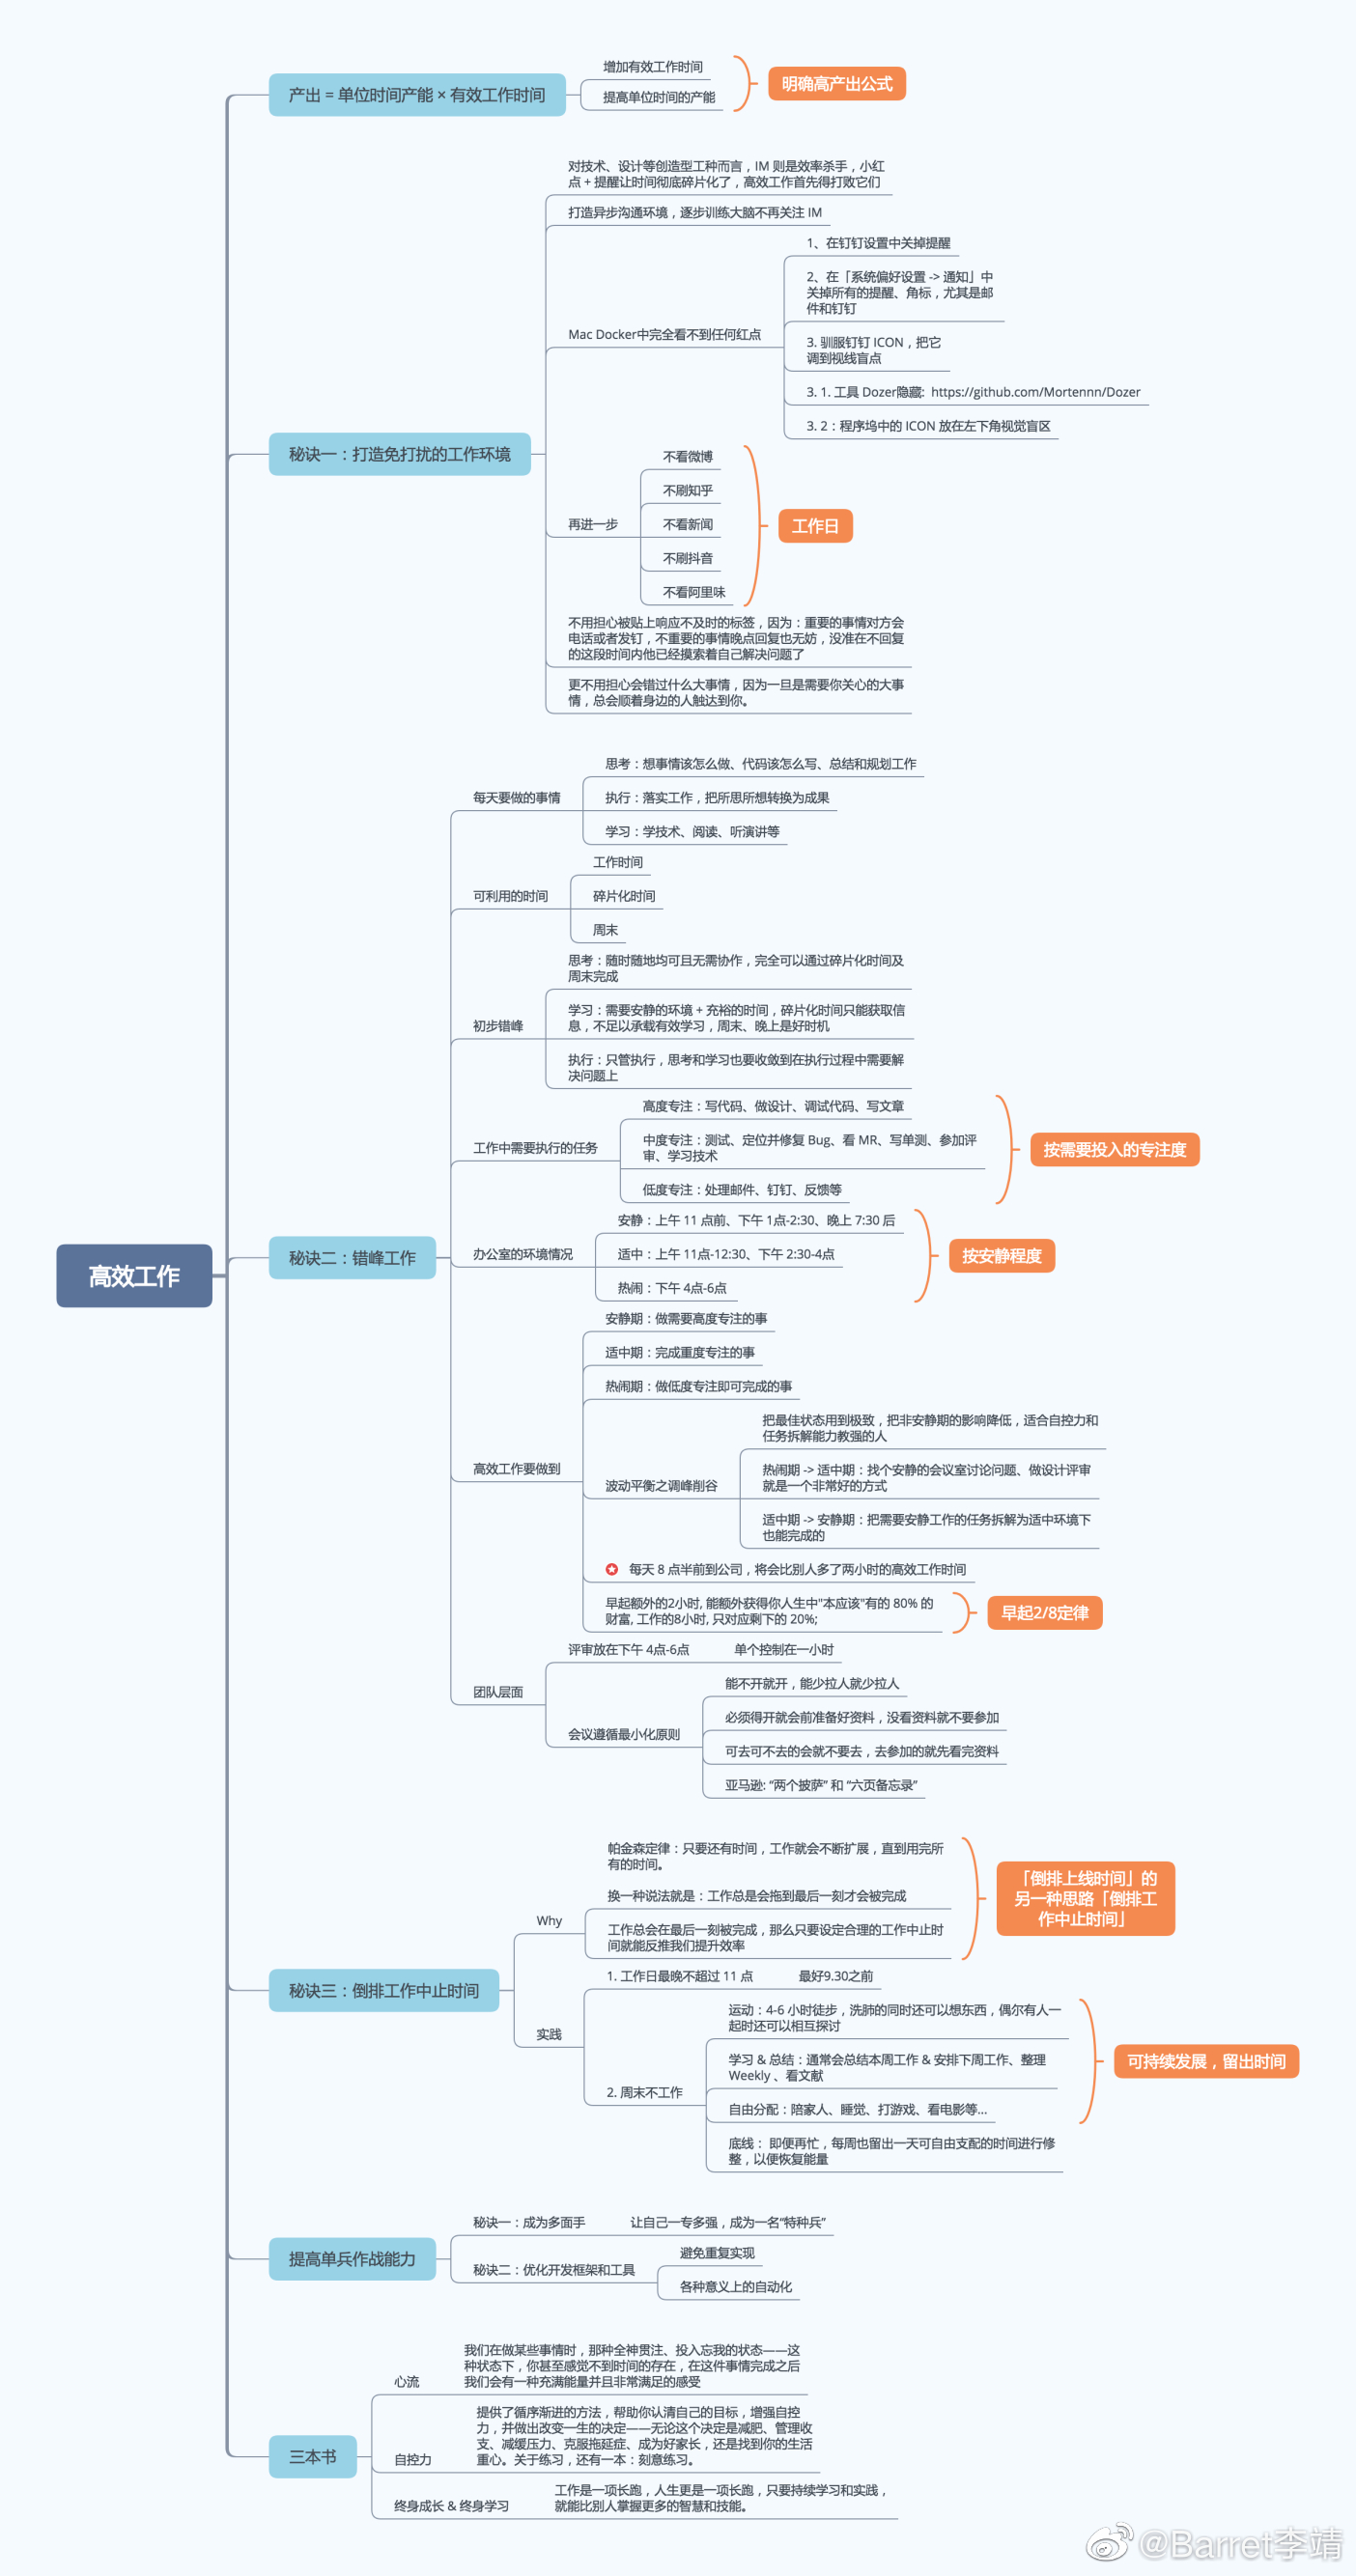 高效工作
产出 = 单位时间产能 × 有效工作时间
增加有效工作时间
提高单位时间的产能
明确高产出公式
秘诀一：打造免打扰的工作环境
对技术、设计等创造型工种而言，IM 则是效率杀手，小红
点 + 提醒让时间彻底碎片化了，高效工作首先得打败它们
打造异步沟通环境，逐步训练大脑不再关注 IM
Mac Docker中完全看不到任何红点
1、在钉钉设置中关掉提醒
2、在「系统偏好设置 -> 通知」中
关掉所有的提醒、角标，尤其是邮
件和钉钉
3. 驯服钉钉 ICON，把它
调到视线盲点
3. 1. 工具 Dozer隐藏: https://github.com/Mortennn/Dozer
3. 2：程序坞中的 ICON 放在左下角视觉盲区
再进一步
不看微博
不刷知乎
不看新闻
不刷抖音
不看阿里味
工作日
不用担心被贴上响应不及时的标签，因为：重要的事情对方会
电话或者发钉，不重要的事情晚点回复也无妨，没准在不回复
的这段时间内他已经摸索着自己解决问题了
更不用担心会错过什么大事情，因为一旦是需要你关心的大事
情，总会顺着身边的人触达到你。
秘诀二：错峰工作
每天要做的事情
思考：想事情该怎么做、代码该怎么写、总结和规划工作
执行：落实工作，把所思所想转换为成果
学习：学技术、阅读、听演讲等
可利用的时间
工作时间
碎片化时间
周末
初步错峰
思考：随时随地均可且无需协作，完全可以通过碎片化时间及
周末完成
学习：需要安静的环境 + 充裕的时间，碎片化时间只能获取信
息，不足以承载有效学习，周末、晚上是好时机
执行：只管执行，思考和学习也要收敛到在执行过程中需要解
决问题上
工作中需要执行的任务
高度专注：写代码、做设计、调试代码、写文章
中度专注：测试、定位并修复 Bug、看 MR、写单测、参加评
审、学习技术
低度专注：处理邮件、钉钉、反馈等
按需要投入的专注度
办公室的环境情况
安静：上午 11 点前、下午 1点-2:30、晚上 7:30 后
适中：上午 11点-12:30、下午 2:30-4点
热闹：下午 4点-6点
按安静程度
高效工作要做到
安静期：做需要高度专注的事
适中期：完成重度专注的事
热闹期：做低度专注即可完成的事
波动平衡之调峰削谷
把最佳状态用到极致，把非安静期的影响降低，适合自控力和
任务拆解能力教强的人
热闹期 -> 适中期：找个安静的会议室讨论问题、做设计评审
就是一个非常好的方式
适中期 -> 安静期：把需要安静工作的任务拆解为适中环境下
也能完成的
每天 8 点半前到公司，将会比别人多了两小时的高效工作时间
早起额外的2小时, 能额外获得你人生中"本应该"有的 80% 的
财富, 工作的8小时, 只对应剩下的 20%;
早起2/8定律
团队层面
评审放在下午 4点-6点
单个控制在一小时
会议遵循最小化原则
能不开就开，能少拉人就少拉人
必须得开就会前准备好资料，没看资料就不要参加
可去可不去的会就不要去，去参加的就先看完资料
亚马逊: “两个披萨” 和 “六页备忘录”
秘诀三：倒排工作中止时间
Why
帕金森定律：只要还有时间，工作就会不断扩展，直到用完所
有的时间。
换一种说法就是：工作总是会拖到最后一刻才会被完成
工作总会在最后一刻被完成，那么只要设定合理的工作中止时
间就能反推我们提升效率
「倒排上线时间」的
另一种思路「倒排工
作中止时间」
实践
1. 工作日最晚不超过 11 点
最好9.30之前
2. 周末不工作
运动：4-6 小时徒步，洗肺的同时还可以想东西，偶尔有人一
起时还可以相互探讨
学习 & 总结：通常会总结本周工作 & 安排下周工作、整理
Weekly 、看文献
自由分配：陪家人、睡觉、打游戏、看电影等...
底线： 即便再忙，每周也留出一天可自由支配的时间进行修
整，以便恢复能量
可持续发展，留出时间
提高单兵作战能力
秘诀一：成为多面手
让自己一专多强，成为一名“特种兵”
秘诀二：优化开发框架和工具
避免重复实现
各种意义上的自动化
三本书
心流
我们在做某些事情时，那种全神贯注、投入忘我的状态——这
种状态下，你甚至感觉不到时间的存在，在这件事情完成之后
我们会有一种充满能量并且非常满足的感受
自控力
提供了循序渐进的方法，帮助你认清自己的目标，增强自控
力，并做出改变一生的决定——无论这个决定是减肥、管理收
支、减缓压力、克服拖延症、成为好家长，还是找到你的生活
重心。关于练习，还有一本：刻意练习。
终身成长 & 终身学习
工作是一项长跑，人生更是一项长跑，只要持续学习和实践，
就能比别人掌握更多的智慧和技能。
@Barret李靖